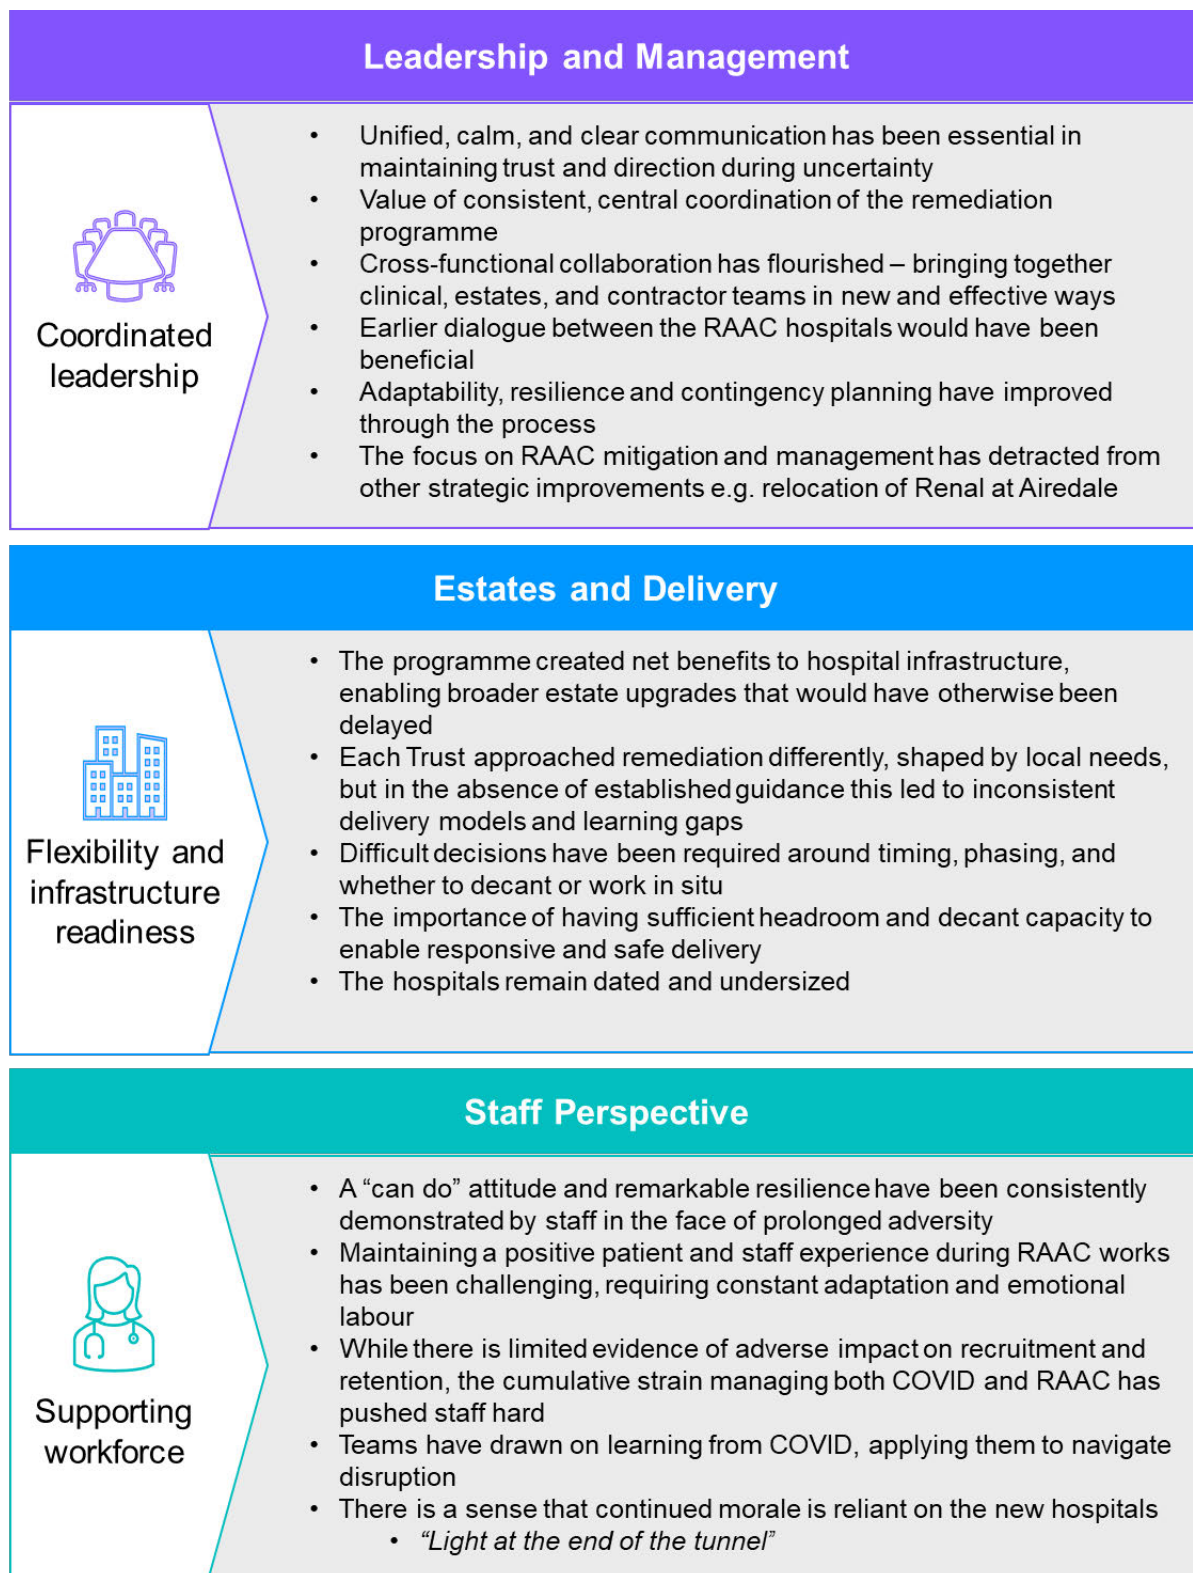 Leadership and Management
Coordinated
leadership
• Unified, calm, and clear communication has been essential in
maintaining trust and direction during uncertainty
• Value of consistent, central coordination of the remediation
programme
• Cross-functional collaboration has flourished – bringing together
clinical, estates, and contractor teams in new and effective ways
• Earlier dialogue between the RAAC hospitals would have been
beneficial
• Adaptability, resilience and contingency planning have improved
through the process
• The focus on RAAC mitigation and management has detracted from
other strategic improvements e.g. relocation of Renal at Airedale
Estates and Delivery
Flexibility and
infrastructure
readiness
• The programme created net benefits to hospital infrastructure,
enabling broader estate upgrades that would have otherwise been
delayed
• Each Trust approached remediation differently, shaped by local needs,
but in the absence of established guidance this led to inconsistent
delivery models and learning gaps
• Difficult decisions have been required around timing, phasing, and
whether to decant or work in situ
• The importance of having sufficient headroom and decant capacity to
enable responsive and safe delivery
• The hospitals remain dated and undersized
Staff Perspective
Supporting
workforce
• A “can do” attitude and remarkable resilience have been consistently
demonstrated by staff in the face of prolonged adversity
• Maintaining a positive patient and staff experience during RAAC works
has been challenging, requiring constant adaptation and emotional
labour
• While there is limited evidence of adverse impact on recruitment and
retention, the cumulative strain managing both COVID and RAAC has
pushed staff hard
• Teams have drawn on learning from COVID, applying them to navigate
disruption
• There is a sense that continued morale is reliant on the new hospitals
• “Light at the end of the tunnel”